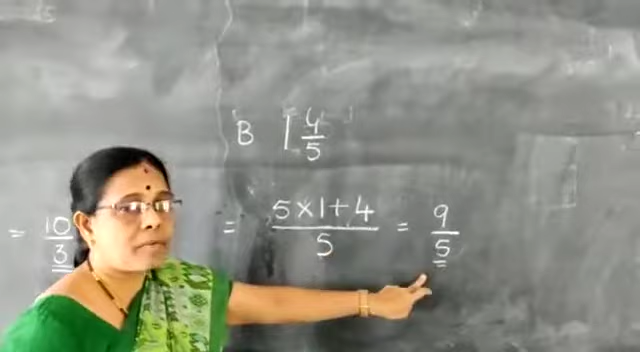 B 1 4/5
= 10/3
= 5×1+4/5 = 9/5